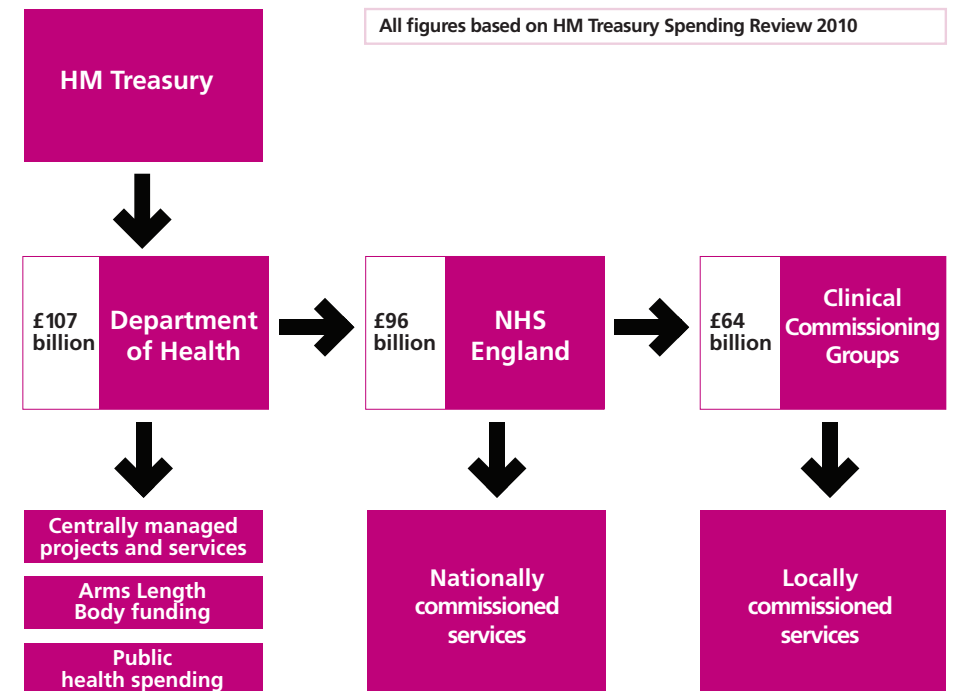 All figures based on HM Treasury Spending Review 2010
HM Treasury
£107
billion
Department
of Health
£96
billion
NHS
England
£64
billion
Clinical
Commissioning
Groups
Centrally managed
projects and services
Arms Length
Body funding
Public
health spending
Nationally
commissioned
services
Locally
commissioned
services